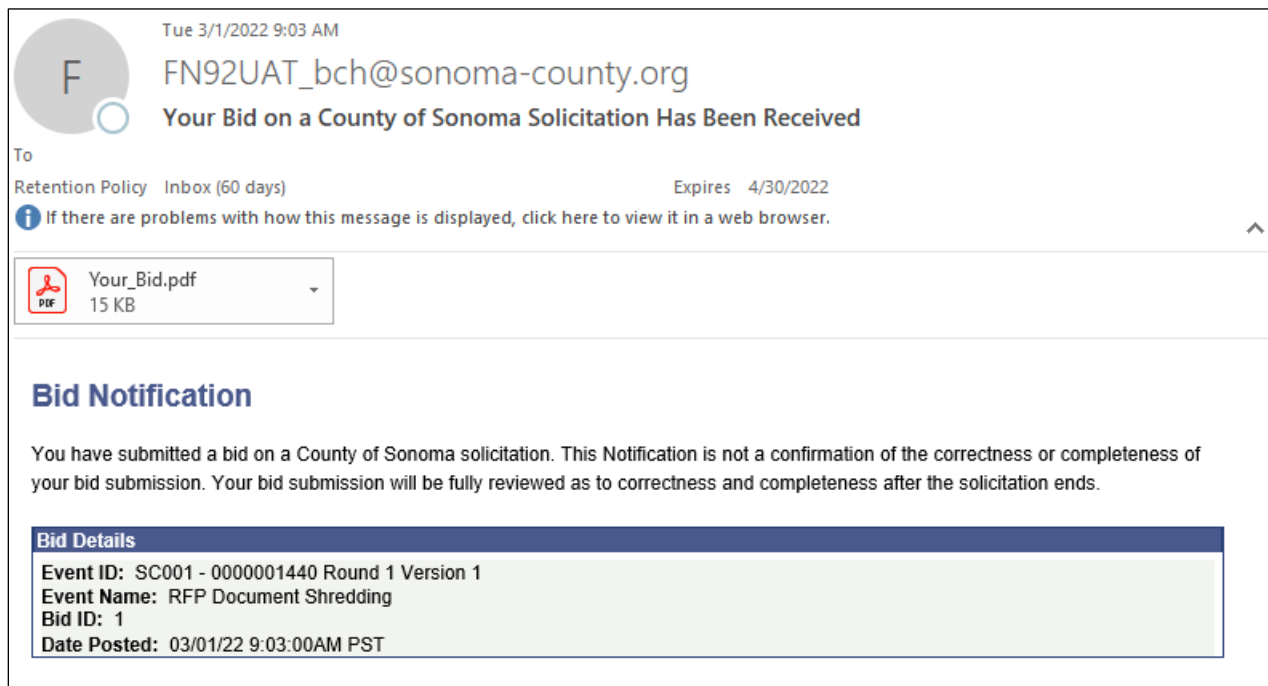 Tue 3/1/2022 9:03 AM
F
FN92UAT_bch@sonoma-county.org
Your Bid on a County of Sonoma Solicitation Has Been Received
To
Retention Policy Inbox (60 days) Expires 4/30/2022
If there are problems with how this message is displayed, click here to view it in a web browser.
PDF
Your_Bid.pdf
15 KB
Bid Notification
You have submitted a bid on a County of Sonoma solicitation. This Notification is not a confirmation of the correctness or completeness of
your bid submission. Your bid submission will be fully reviewed as to correctness and completeness after the solicitation ends.
Bid Details
Event ID: SC001 - 0000001440 Round 1 Version 1
Event Name: RFP Document Shredding
Bid ID: 1
Date Posted: 03/01/22 9:03:00AM PST